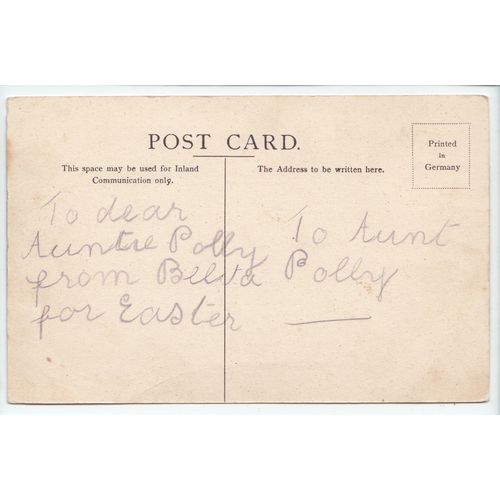 POST CARD.
This space may be used for Inland
Communication only.
The Address to be written here.
Printed
in
Germany
To dear
Auntie Polly
from Belva
for Easter
To Aunt
Polly